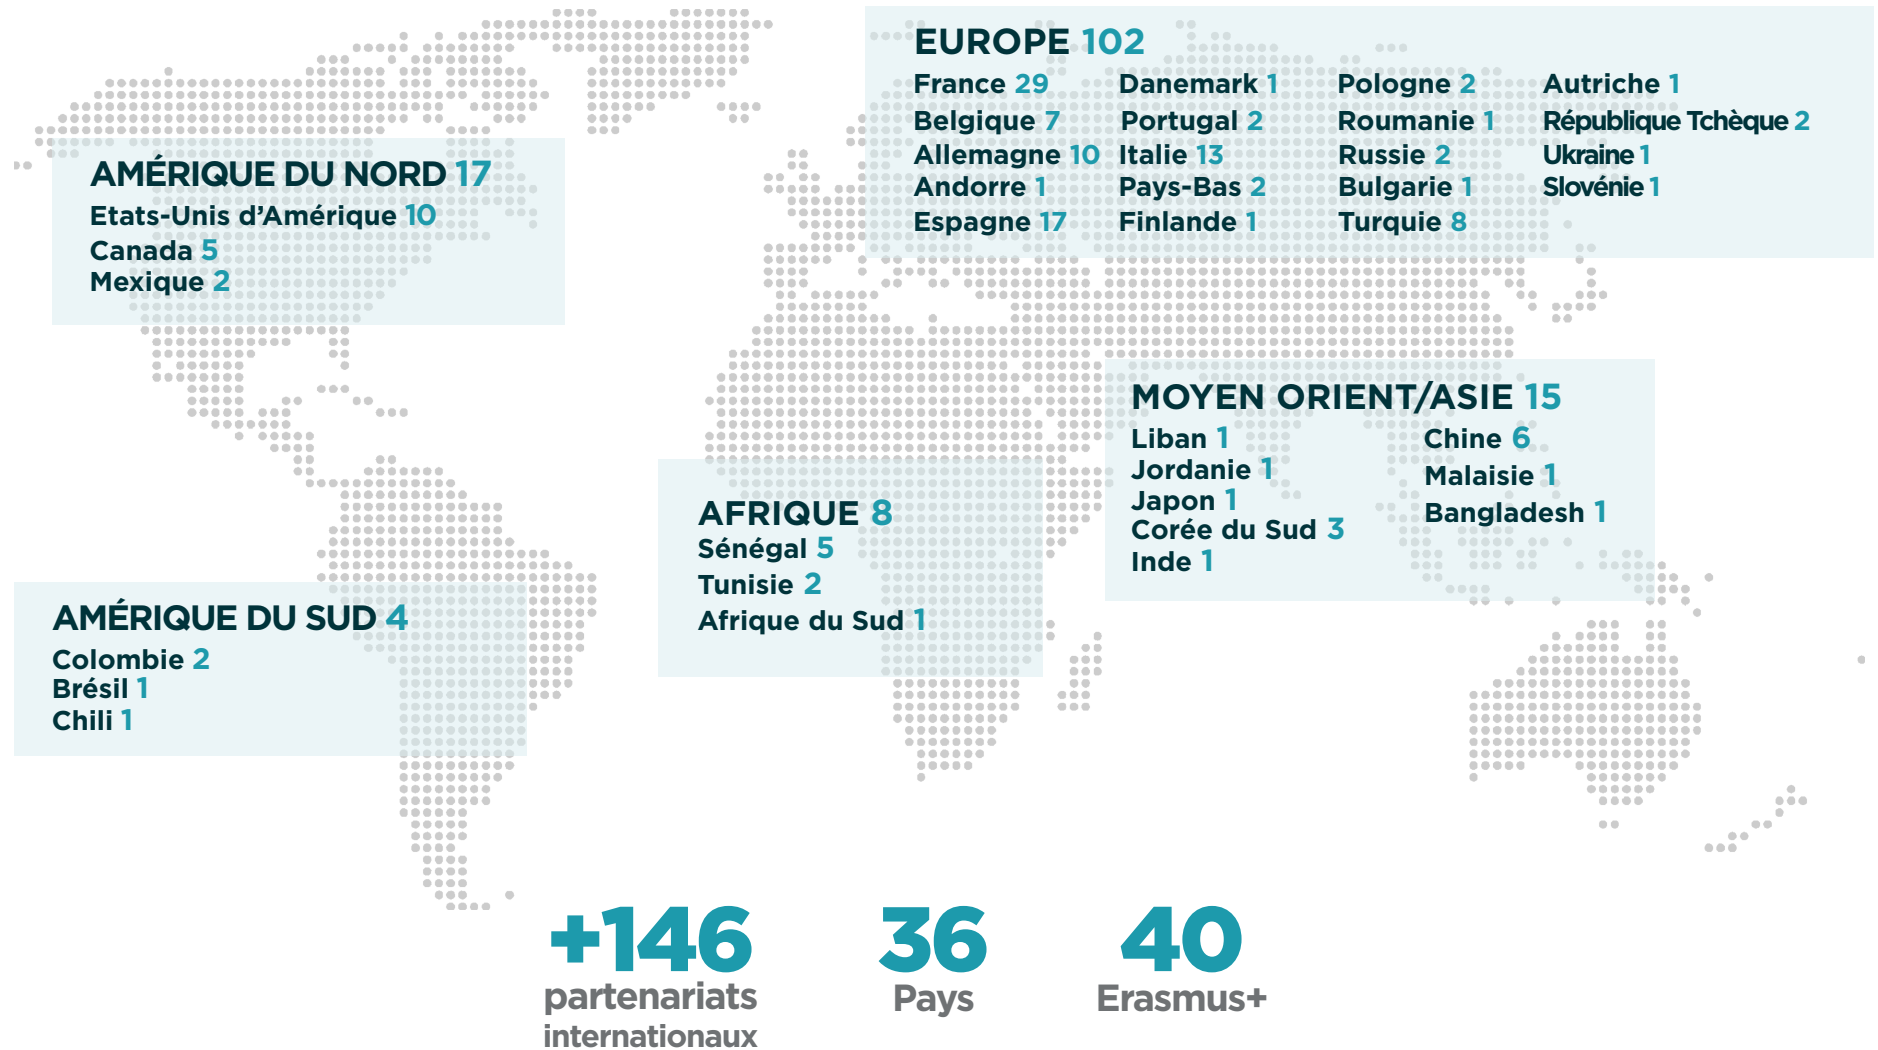 EUROPE 102
France 29
Belgique 7
Allemagne 10
Andorre 1
Espagne 17
Danemark 1
Portugal 2
Italie 13
Pays-Bas 2
Finlande 1
Pologne 2
Roumanie 1
Russie 2
Bulgarie 1
Turquie 8
Autriche 1
République Tchèque 2
Ukraine 1
Slovénie 1
AMÉRIQUE DU NORD 17
Etats-Unis d'Amérique 10
Canada 5
Mexique 2
MOYEN ORIENT/ASIE 15
Liban 1
Jordanie 1
Japon 1
Corée du Sud 3
Inde 1
Chine 6
Malaisie 1
Bangladesh 1
AFRIQUE 8
Sénégal 5
Tunisie 2
Afrique du Sud 1
AMÉRIQUE DU SUD 4
Colombie 2
Brésil 1
Chili 1
+146
partenariats
internationaux
36
Pays
40
Erasmus+